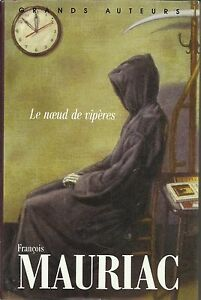 GRANDS AUTEURS
Le nœud de vipères
François
MAURIAC